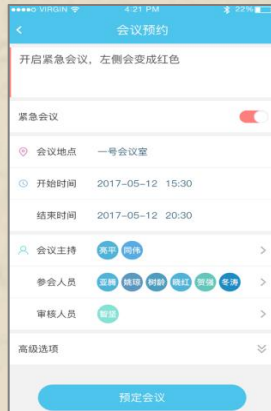 ●●●●○ VIRGIN 4:21 PM 22%
会议预约
开启紧急会议，左侧会变成红色
紧急会议
会议地点 一号会议室
开始时间 2017-05-12 15:30
结束时间 2017-05-12 20:30
会议主持 亮平 同伟
参会人员 亚腾 晓琼 树龄 晓红 贺强 冬涛 >
审核人员 >
高级选项
预定会议